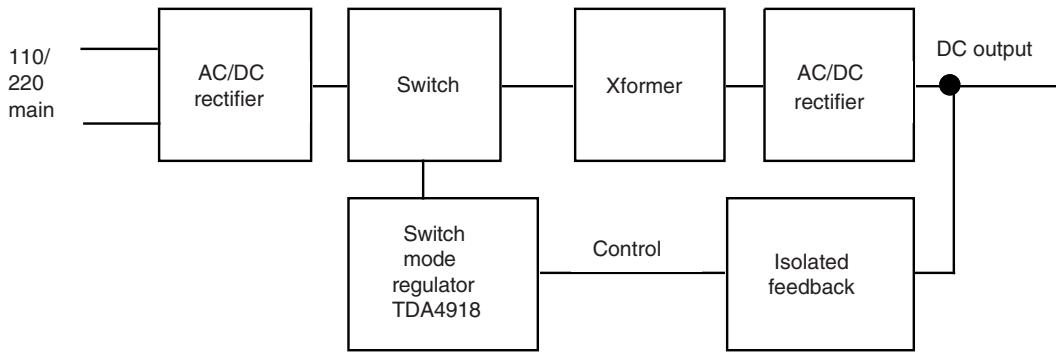 110/
220
main
AC/DC
rectifier
Switch
Xformer
AC/DC
rectifier
DC output
Switch
mode
regulator
TDA4918
Control
Isolated
feedback